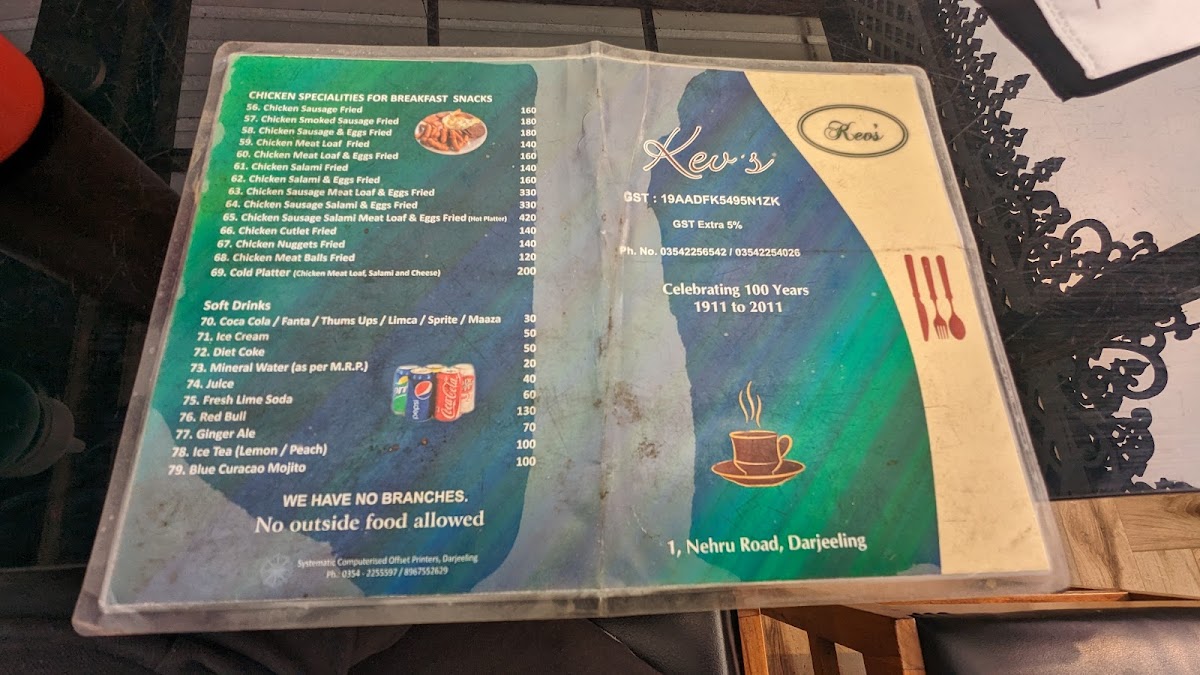 CHICKEN SPECIALITIES FOR BREAKFAST SNACKS
56. Chicken Sausage Fried 160
57. Chicken Smoked Sausage Fried 180
58. Chicken Sausage & Eggs Fried 180
59. Chicken Meat Loaf Fried 140
60. Chicken Meat Loaf & Eggs Fried 160
61. Chicken Salami Fried 140
62. Chicken Salami & Eggs Fried 160
63. Chicken Sausage Meat Loaf & Eggs Fried 330
64. Chicken Sausage Salami & Eggs Fried 330
65. Chicken Sausage Salami Meat Loaf & Eggs Fried (Hot Platter) 420
66. Chicken Cutlet Fried 140
67. Chicken Nuggets Fried 140
68. Chicken Meat Balls Fried 120
69. Cold Platter (Chicken Meat Loaf, Salami and Cheese) 200
Soft Drinks
70. Coca Cola / Fanta / Thums Ups / Limca / Sprite / Maaza 30
71. Ice Cream 50
72. Diet Coke 50
73. Mineral Water (as per M.R.P.) 20
74. Juice 40
75. Fresh Lime Soda 60
76. Red Bull 130
77. Ginger Ale 70
78. Ice Tea (Lemon / Peach) 100
79. Blue Curacao Mojito 100
pepsi
Coca-Cola
WE HAVE NO BRANCHES.
No outside food allowed
Systematic Computerised Offset Printers, Darjeeling
Ph.: 0354 - 2255597 / 8967552629
Kev's
Kev's
GST : 19AADFK5495N1ZK
GST Extra 5%
Ph. No. 03542256542 / 03542254026
Celebrating 100 Years
1911 to 2011
1, Nehru Road, Darjeeling